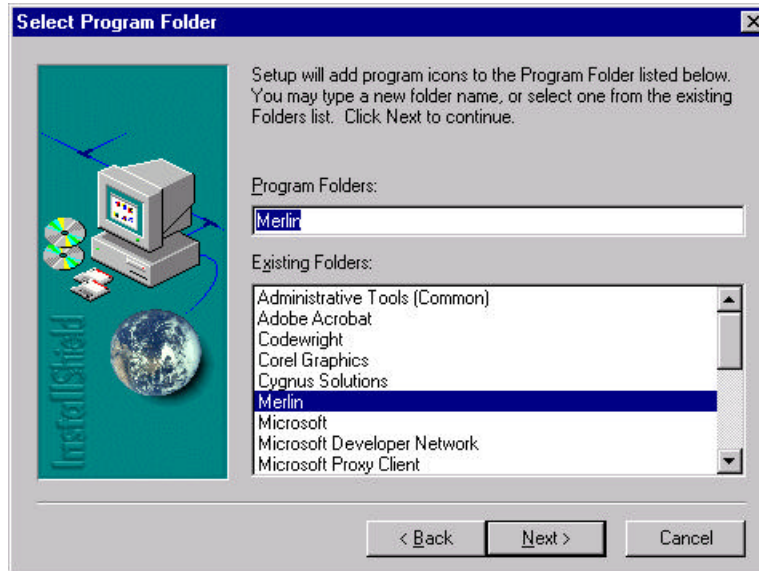 Select Program Folder
Setup will add program icons to the Program Folder listed below.
You may type a new folder name, or select one from the existing
Folders list. Click Next to continue.
Program Folders:
Merlin
Existing Folders:
Administrative Tools (Common)
Adobe Acrobat
Codewright
Corel Graphics
Cygnus Solutions
Merlin
Microsoft
Microsoft Developer Network
Microsoft Proxy Client
InstallShield
< Back
Next >
Cancel